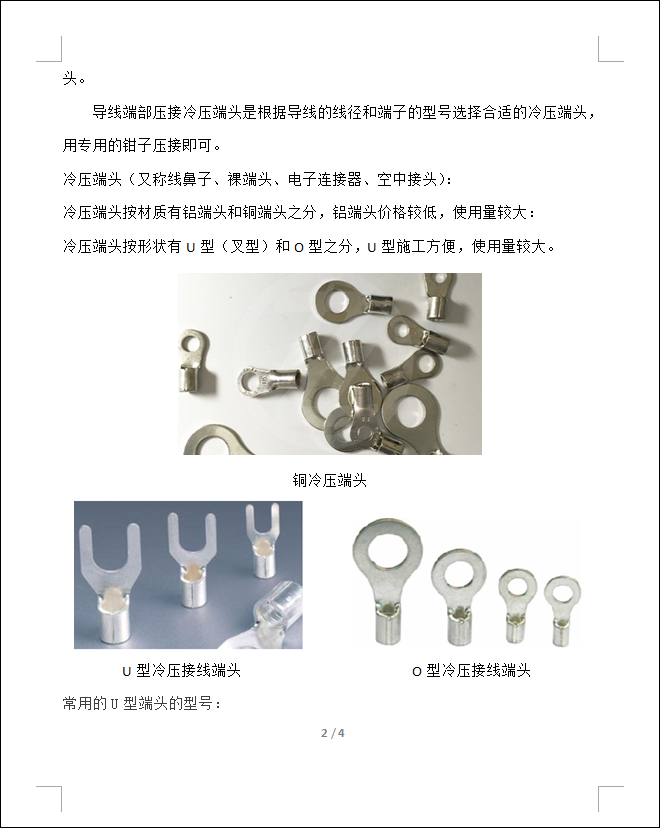 头。
导线端部压接冷压端头是根据导线的线径和端子的型号选择合适的冷压端头，
用专用的钳子压接即可。
冷压端头（又称线鼻子、裸端头、电子连接器、空中接头）：
冷压端头按材质有铝端头和铜端头之分，铝端头价格较低，使用量较大：
冷压端头按形状有 U 型（叉型）和 O 型之分，U 型施工方便，使用量较大。
铜冷压端头
U 型冷压接线端头
O 型冷压接线端头
常用的 U 型端头的型号：
2 / 4